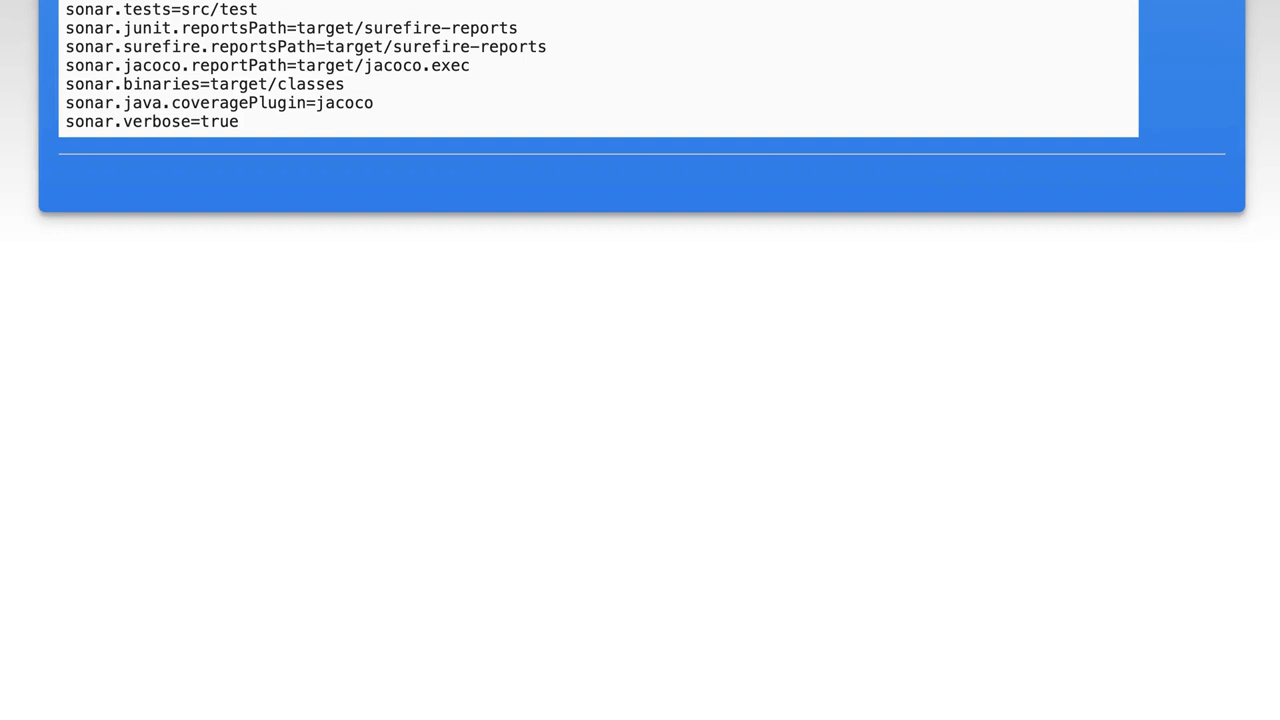 sonar.tests=src/test
sonar.junit.reportsPath=target/surefire-reports
sonar.surefire.reportsPath=target/surefire-reports
sonar.jacoco.reportPath=target/jacoco.exec
sonar.binaries=target/classes
sonar.java.coveragePlugin=jacoco
sonar.verbose=true